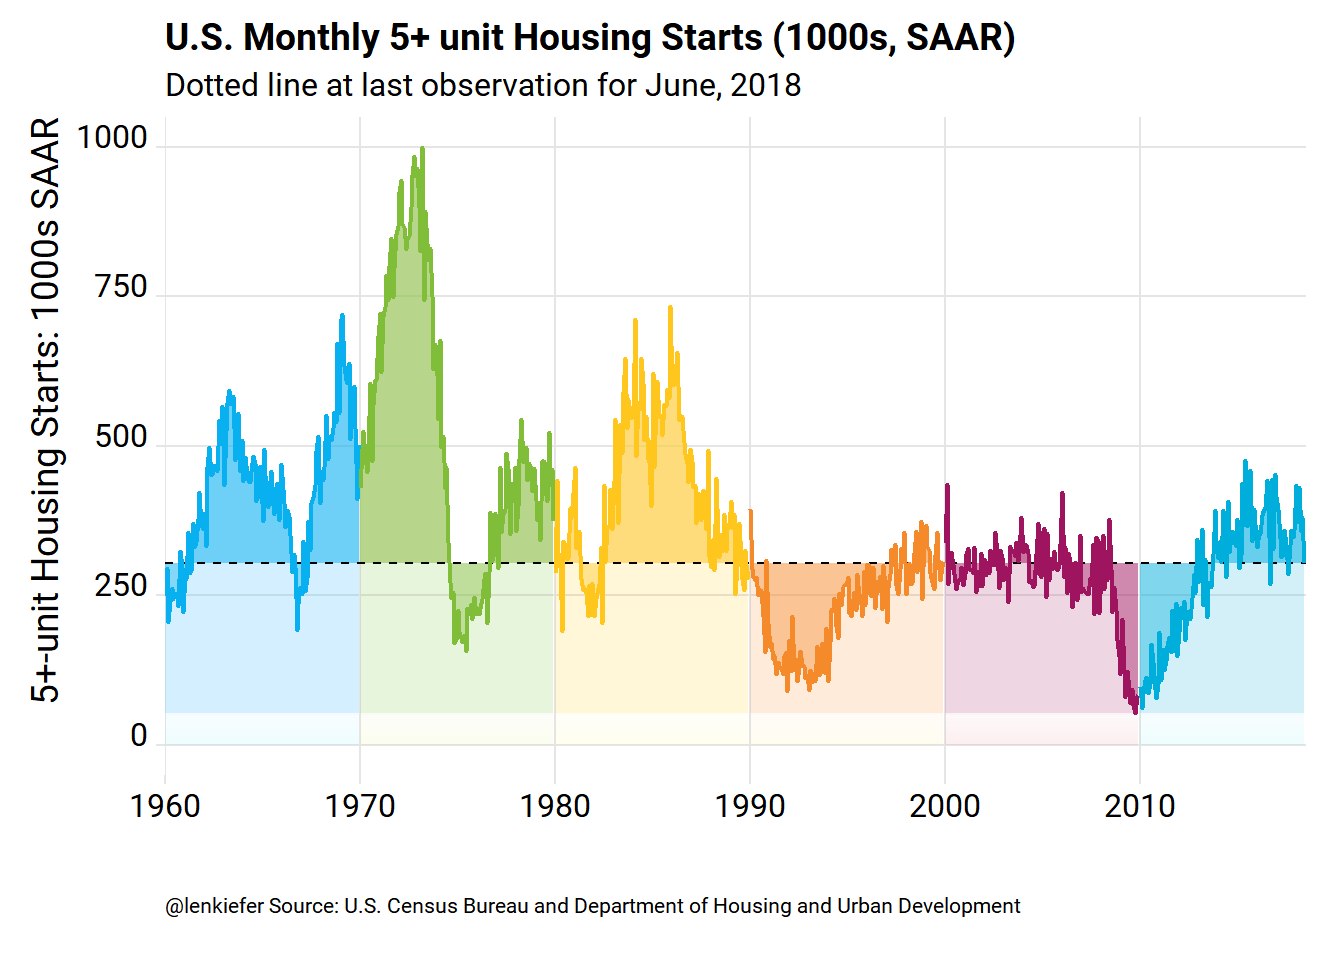 U.S. Monthly 5+ unit Housing Starts (1000s, SAAR)
Dotted line at last observation for June, 2018
5+-unit Housing Starts: 1000s SAAR
1000
750
500
250
0
1960 1970 1980 1990 2000 2010
@lenkiefer Source: U.S. Census Bureau and Department of Housing and Urban Development